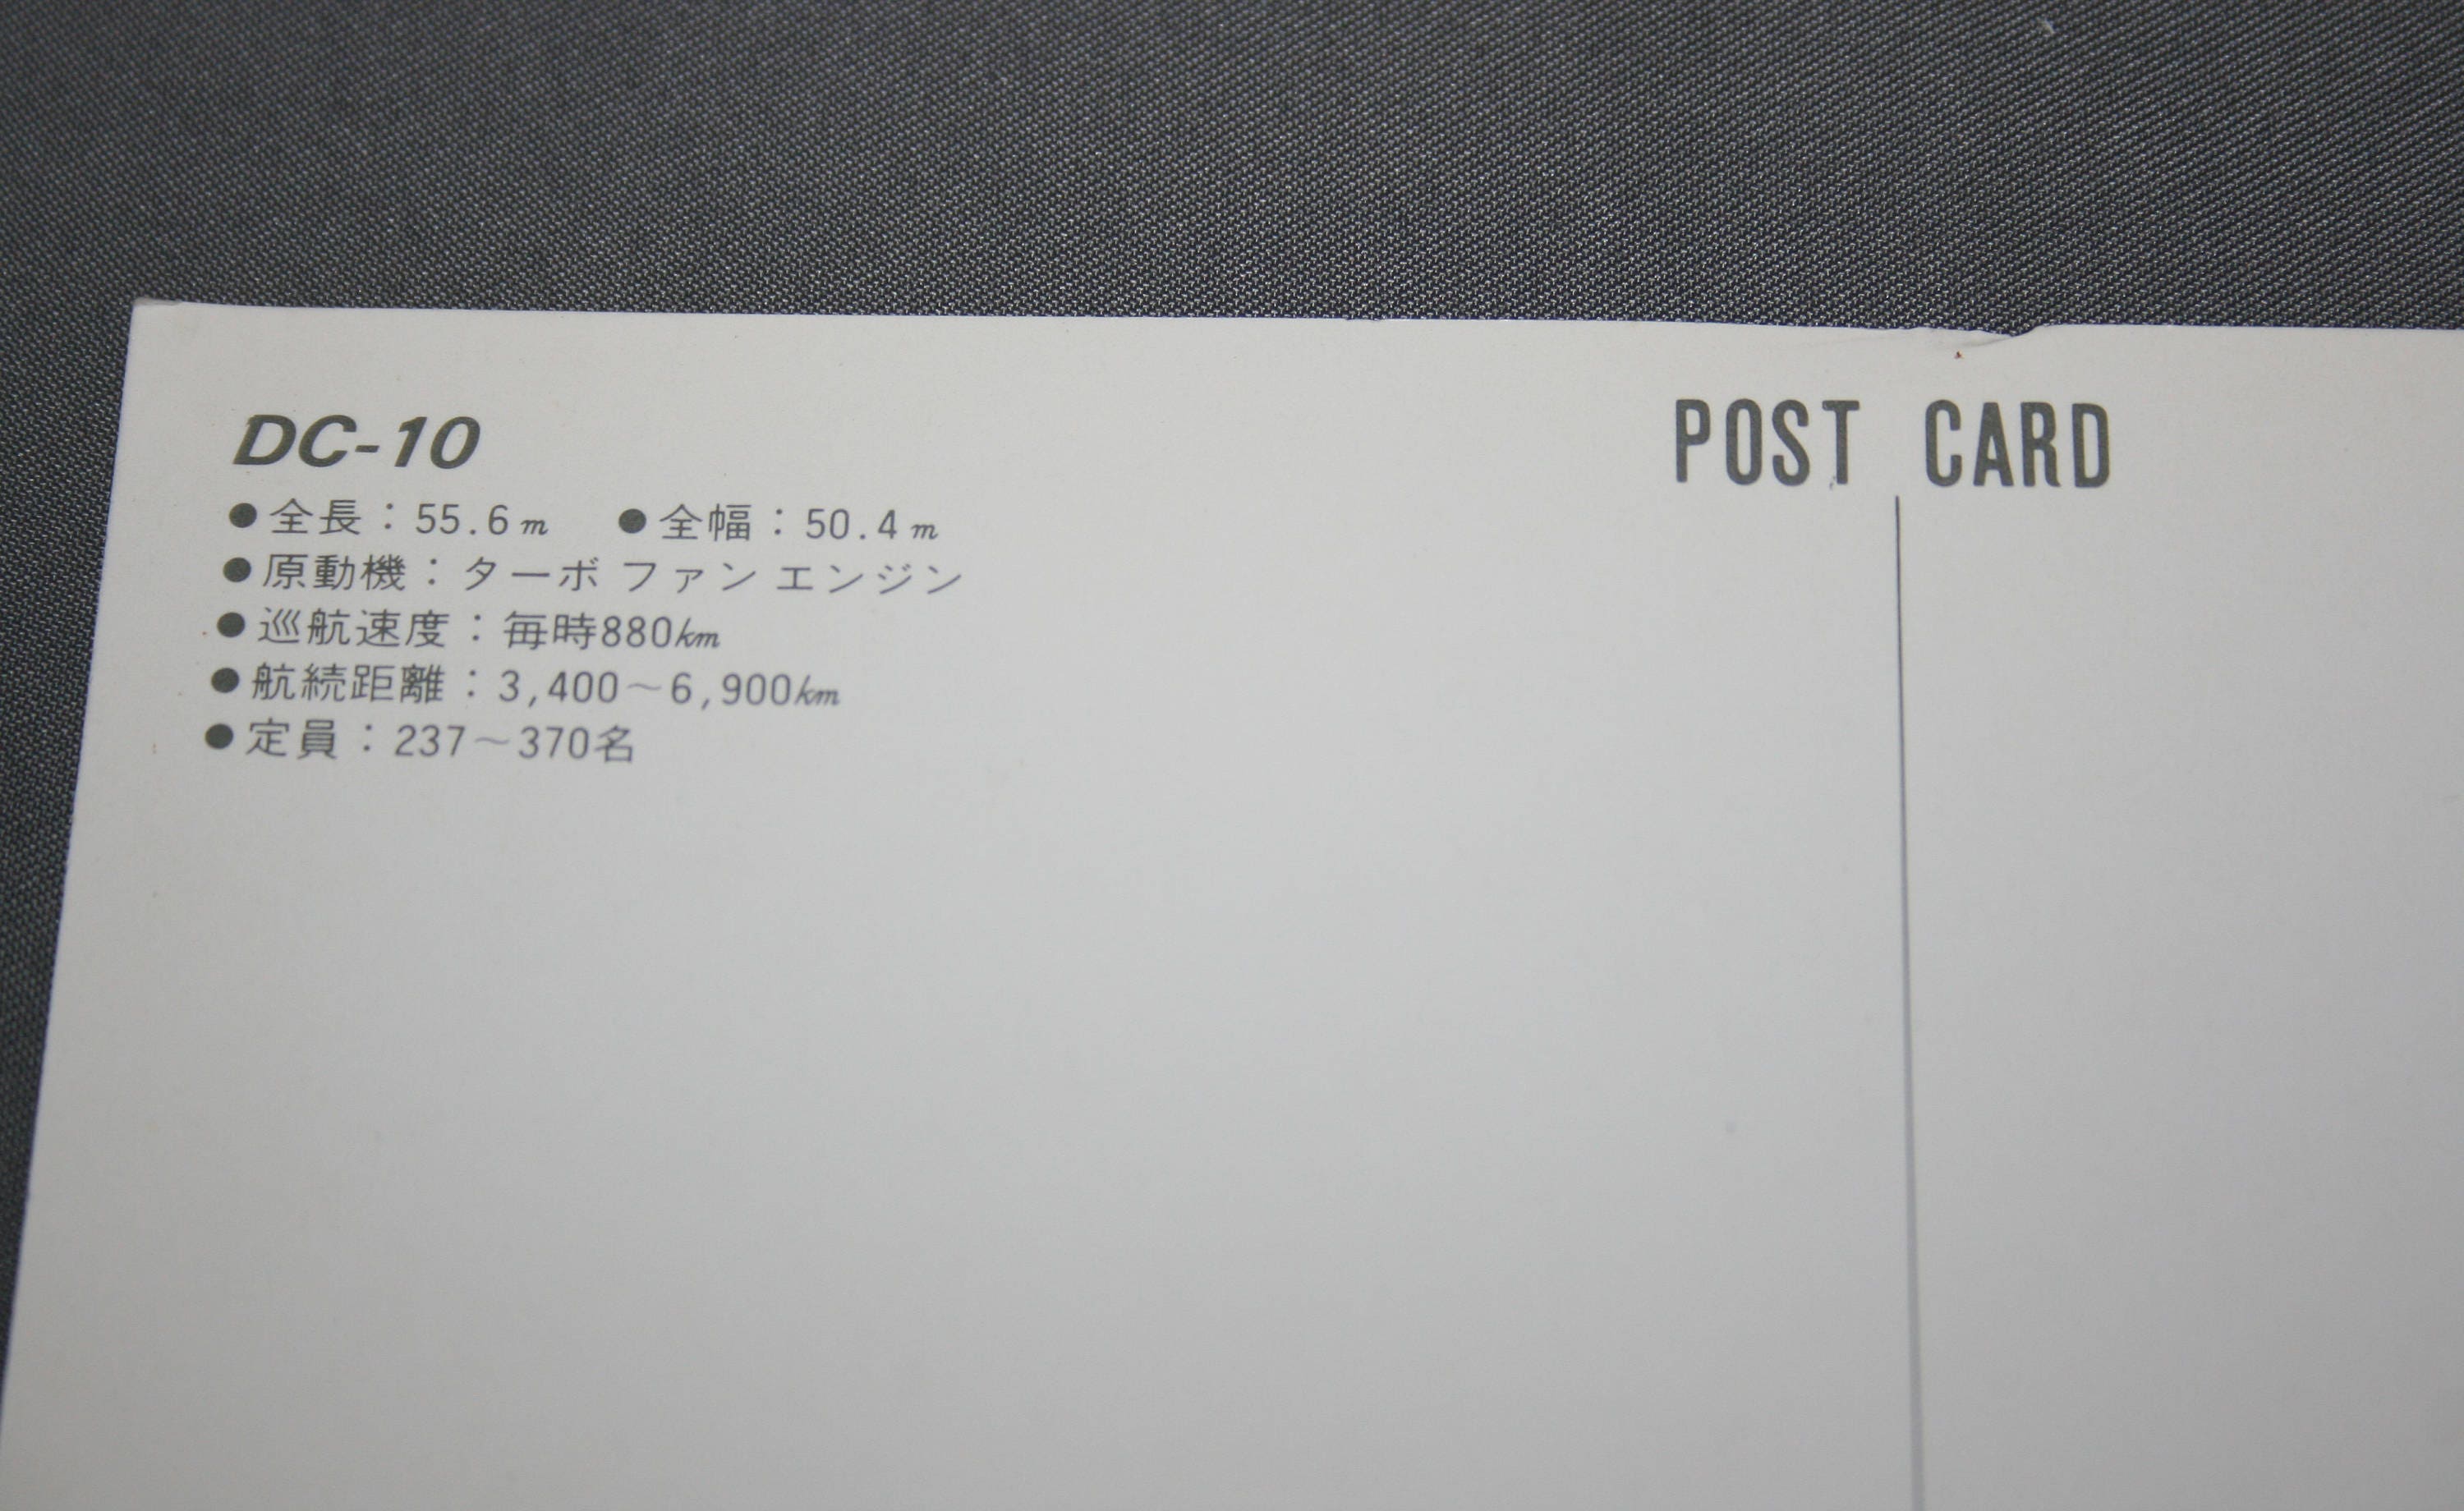 DC-10
●全長：55.6m ●全幅：50.4m
●原動機：ターボ ファン エンジン
●巡航速度：毎時880km
●航続距離：3,400～6,900km
●定員：237～370名
POST CARD